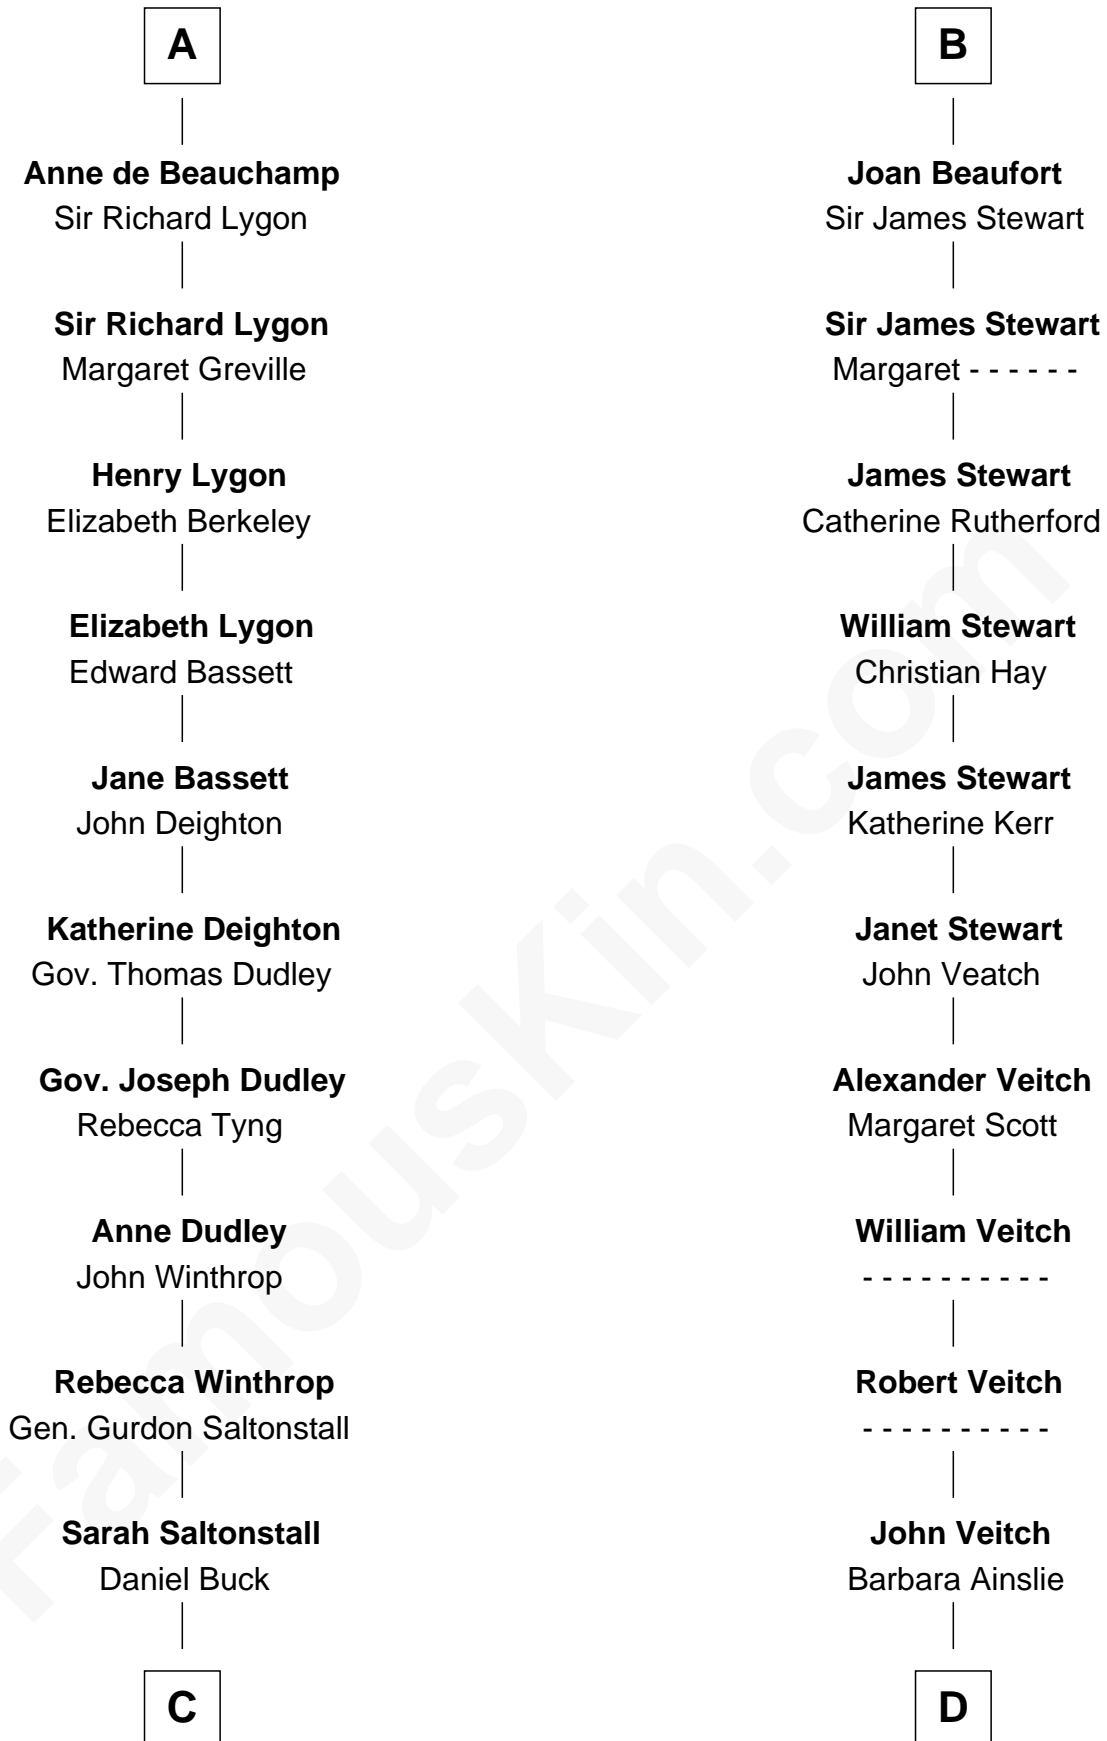 A
Anne de Beauchamp
Sir Richard Lygon
Sir Richard Lygon
Margaret Greville
Henry Lygon
Elizabeth Berkeley
Elizabeth Lygon
Edward Bassett
Jane Bassett
John Deighton
Katherine Deighton
Gov. Thomas Dudley
Gov. Joseph Dudley
Rebecca Tyng
Anne Dudley
John Winthrop
Rebecca Winthrop
Gen. Gurdon Saltonstall
Sarah Saltonstall
Daniel Buck
C
B
Joan Beaufort
Sir James Stewart
Sir James Stewart
Margaret - - - - - -
James Stewart
Catherine Rutherford
William Stewart
Christian Hay
James Stewart
Katherine Kerr
Janet Stewart
John Veatch
Alexander Veitch
Margaret Scott
William Veitch
- - - - - - - - - -
Robert Veitch
- - - - - - - - - -
John Veitch
Barbara Ainslie
D
FamousKin.com